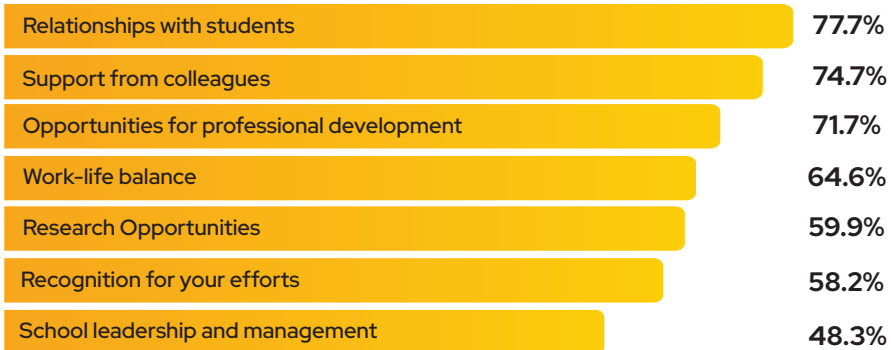 Relationships with students 77.7%
Support from colleagues 74.7%
Opportunities for professional development 71.7%
Work-life balance 64.6%
Research Opportunities 59.9%
Recognition for your efforts 58.2%
School leadership and management 48.3%